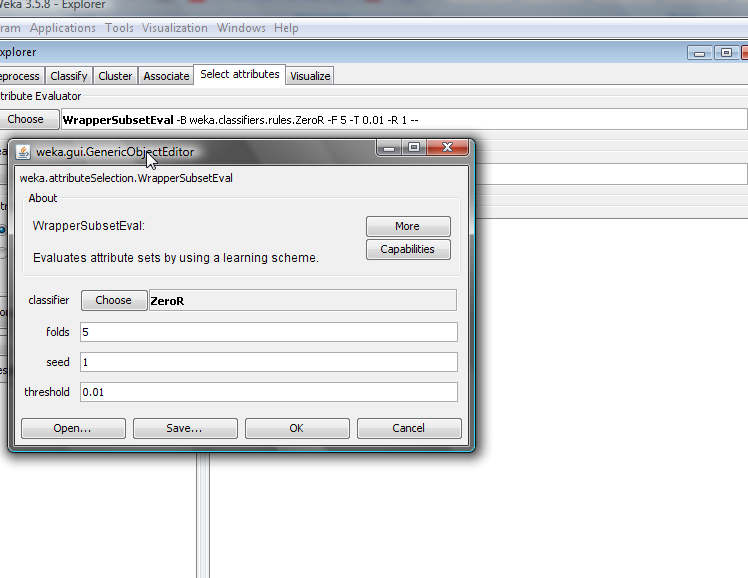 Weka 3.5.8 - Explorer
ram Applications Tools Visualization Windows Help
xplorer
eprocess Classify Cluster Associate Select attributes Visualize
tribute Evaluator
Choose WrapperSubsetEval -B weka.classifiers.rules.ZeroR -F 5 -T 0.01 -R 1 --
weka.gui.GenericObjectEditor
weka.attributeSelection.WrapperSubsetEval
About
WrapperSubsetEval:
More
Capabilities
Evaluates attribute sets by using a learning scheme.
classifier Choose ZeroR
folds 5
seed 1
threshold 0.01
Open... Save... OK Cancel